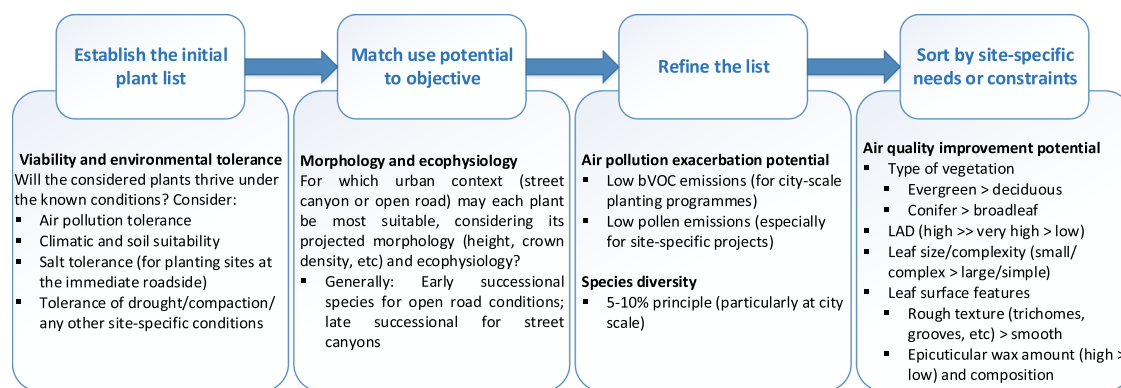 Establish the initial
plant list
Viability and environmental tolerance
Will the considered plants thrive under
the known conditions? Consider:
▪ Air pollution tolerance
▪ Climatic and soil suitability
▪ Salt tolerance (for planting sites at
the immediate roadside)
▪ Tolerance of drought/compaction/
any other site-specific conditions
Match use potential
to objective
Morphology and ecophysiology
For which urban context (street
canyon or open road) may each plant
be most suitable, considering its
projected morphology (height, crown
density, etc) and ecophysiology?
▪ Generally: Early successional
species for open road conditions;
late successional for street
canyons
Refine the list
Air pollution exacerbation potential
▪ Low bVOC emissions (for city-scale
planting programmes)
▪ Low pollen emissions (especially
for site-specific projects)
Species diversity
▪ 5-10% principle (particularly at city
scale)
Sort by site-specific
needs or constraints
Air quality improvement potential
▪ Type of vegetation
▪ Evergreen > deciduous
▪ Conifer > broadleaf
▪ LAD (high >> very high > low)
▪ Leaf size/complexity (small/
complex > large/simple)
▪ Leaf surface features
▪ Rough texture (trichomes,
grooves, etc) > smooth
▪ Epicuticular wax amount (high >
low) and composition